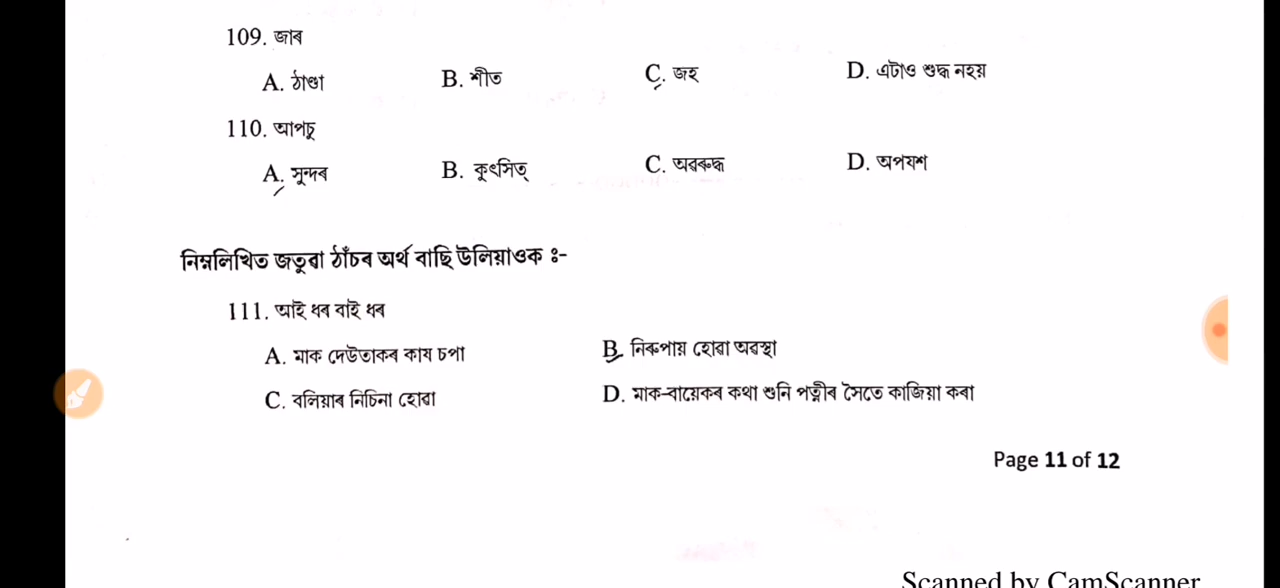 109. জাৰ
A. ঠাণ্ডা B. শীত C. জহ D. এটাও শুদ্ধ নহয়
110. আপচু
A. সুন্দৰ B. কুৎসিত্ C. অৱৰুদ্ধ D. অপযশ
নিম্নলিখিত জতুৱা ঠাঁচৰ অৰ্থ বাছি উলিয়াওক ঃ-
111. আই ধৰ বাই ধৰ
A. মাক দেউতাকৰ কাষ চপা B. নিৰুপায় হোৱা অৱস্থা
C. বলিয়াৰ নিচিনা হোৱা D. মাক-বায়েকৰ কথা শুনি পত্নীৰ সৈতে কাজিয়া কৰা
Page 11 of 12
Scanned by CamScanner